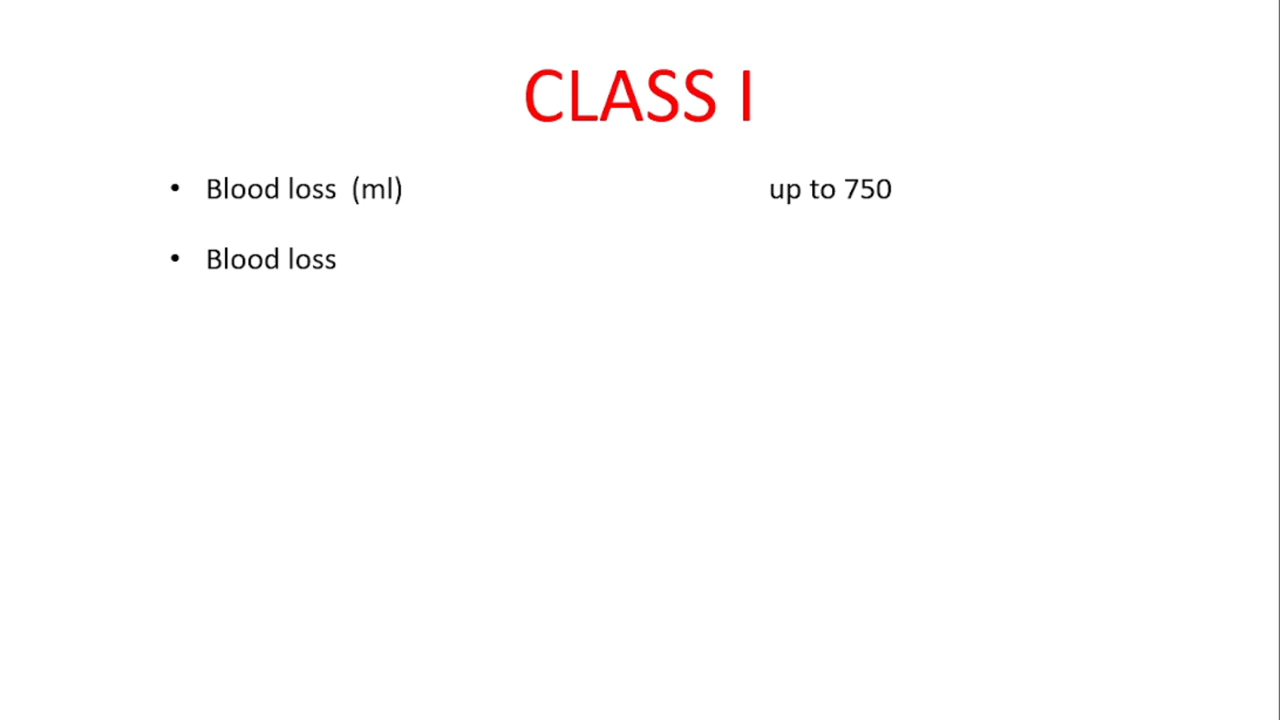 CLASS I
• Blood loss (ml) up to 750
• Blood loss